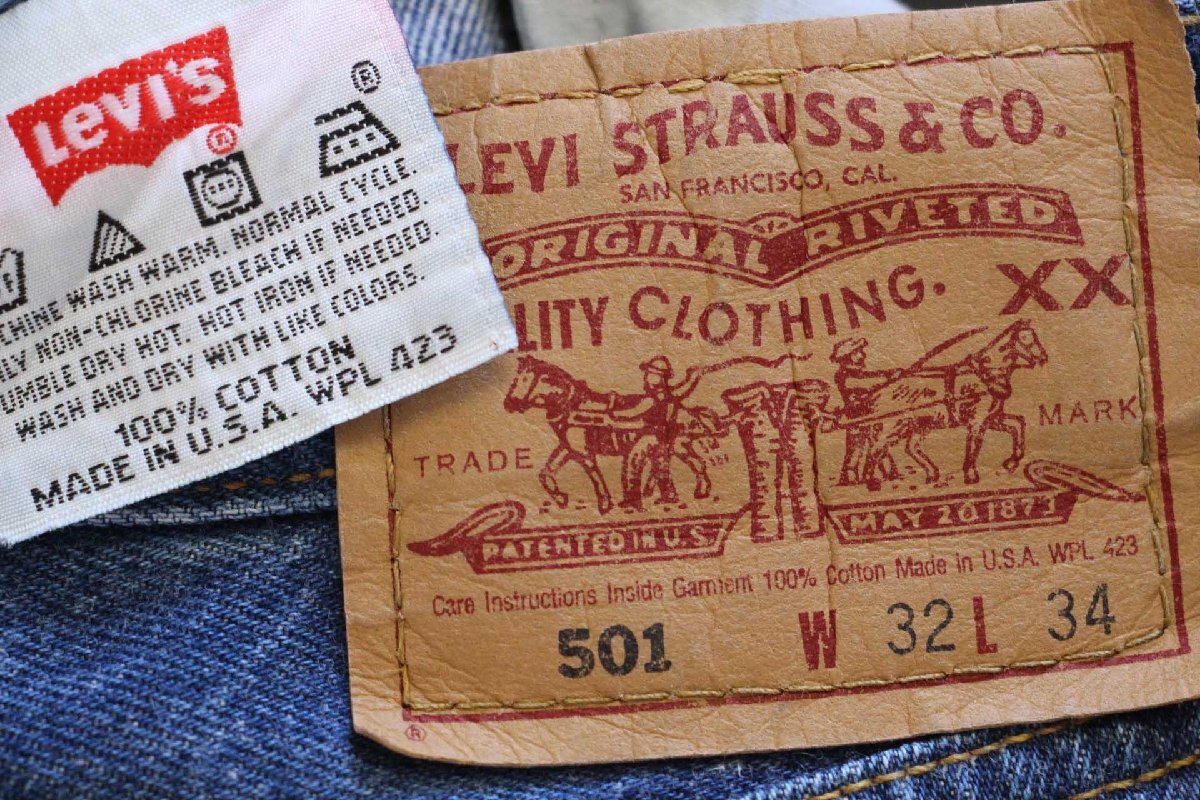 LEVI'S
®
®
CHINE WASH WARM. NORMAL CYCLE.
LY NON-CHLORINE BLEACH IF NEEDED.
UMBLE DRY HOT. HOT IRON IF NEEDED.
WASH AND DRY WITH LIKE COLORS.
100% COTTON
MADE IN U.S.A. WPL 423
LEVI STRAUSS & CO.
SAN FRANCISCO, CAL.
ORIGINAL RIVETED
LITY CLOTHING. XX
TRADE MARK
PATENTED IN U.S. MAY 20 1873
Care Instructions Inside Garment 100% Cotton Made in U.S.A. WPL 423
501 W 32 L 34
®